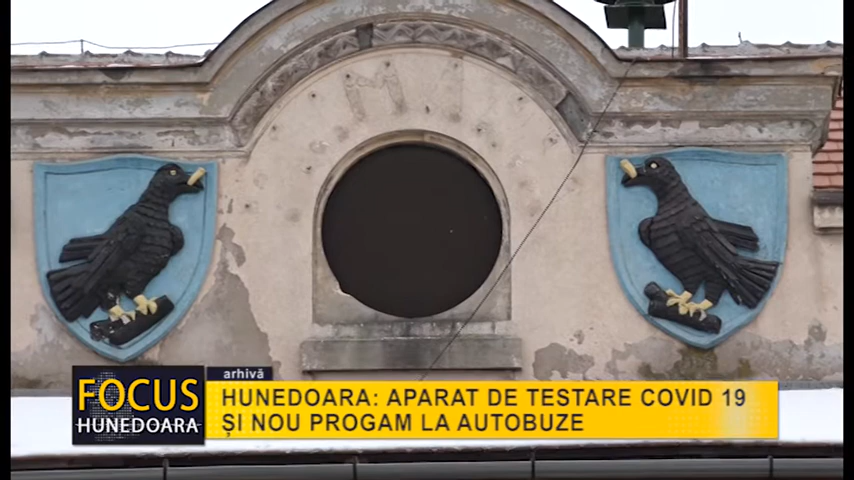 arhivă
FOCUS
HUNEDOARA
HUNEDOARA: APARAT DE TESTARE COVID 19
ȘI NOU PROGAM LA AUTOBUZE